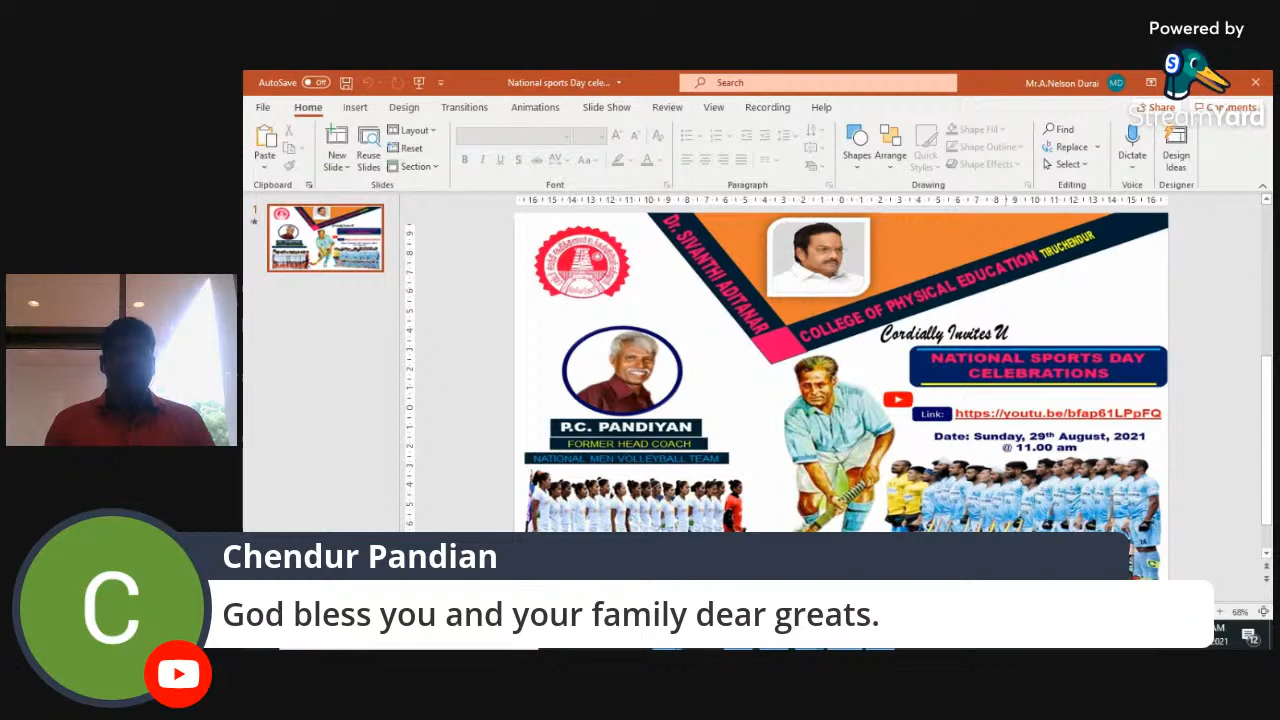 Powered by
StreamYard
AutoSave Off
National sports Day cele...
Search
Mr.A.Nelson Durai
MD
File Home Insert Design Transitions Animations Slide Show Review View Recording Help
Share Comments
Paste
New Slide
Reuse Slides
Layout
Reset
Section
B I U S ab AV Aa A
Shapes
Arrange
Quick Styles
Shape Fill
Shape Outline
Shape Effects
Find
Replace
Select
Dictate
Design Ideas
Clipboard Slides Font Paragraph Drawing Editing Voice Designer
1
Dr. SIVANTHI ADITANAR
COLLEGE OF PHYSICAL EDUCATION TIRUCHENDUR
Cordially Invites U
NATIONAL SPORTS DAY
CELEBRATIONS
Link: https://youtu.be/bfap61LPpFQ
Date: Sunday, 29th August, 2021
@ 11.00 am
P.C. PANDIYAN
FORMER HEAD COACH
NATIONAL MEN VOLLEYBALL TEAM
68%
C
Chendur Pandian
God bless you and your family dear greats.